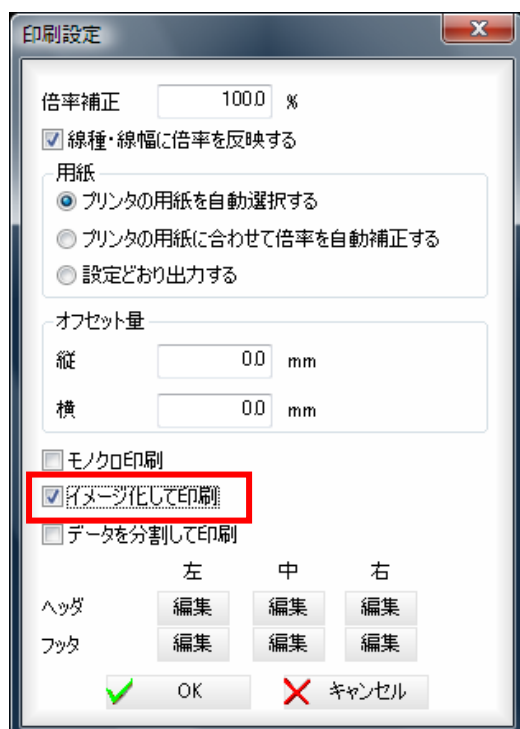 印刷設定
倍率補正 100.0 %
線種・線幅に倍率を反映する
用紙
プリンタの用紙を自動選択する
プリンタの用紙に合わせて倍率を自動補正する
設定どおり出力する
オフセット量
縦 0.0 mm
横 0.0 mm
モノクロ印刷
イメージ化して印刷
データを分割して印刷
左 中 右
ヘッダ 編集 編集 編集
フッタ 編集 編集 編集
OK キャンセル